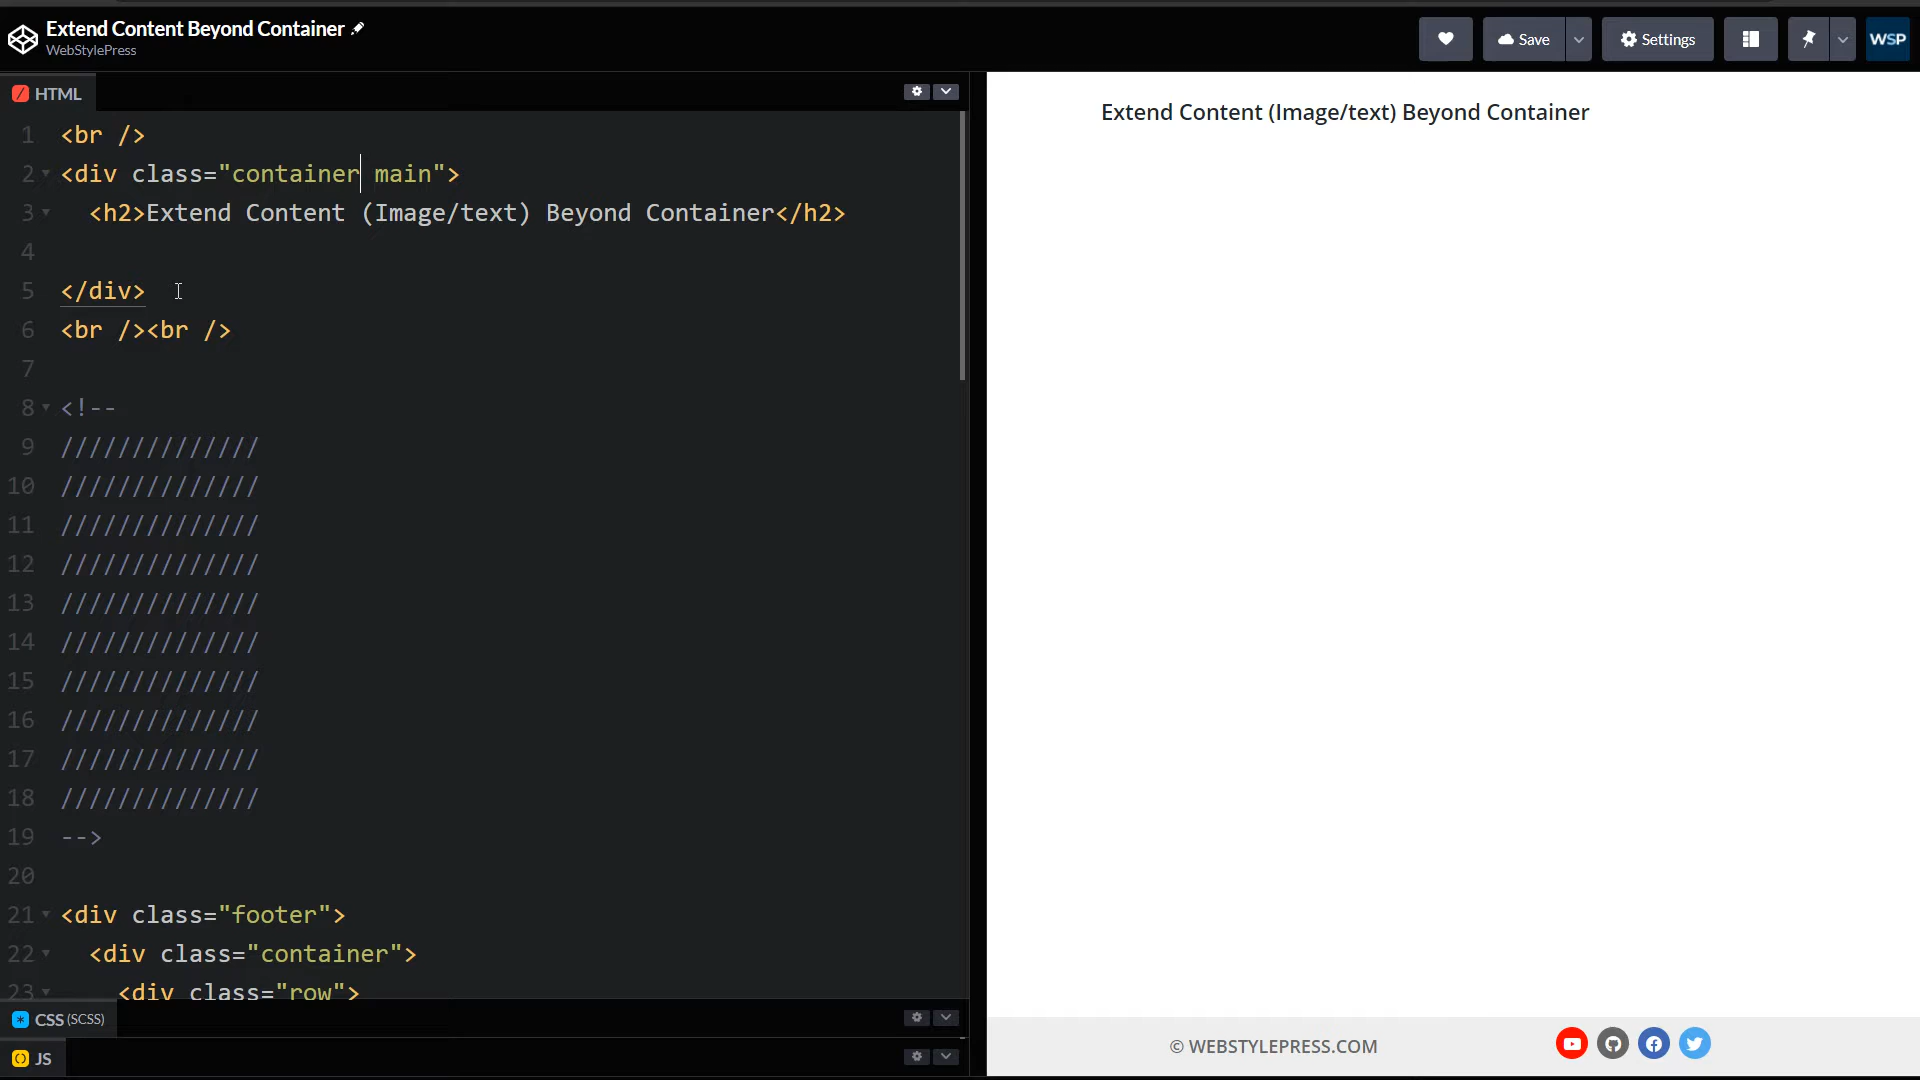 Extend Content Beyond Container
WebStylePress
Save
Settings
WSP
HTML
1 <br />
2 <div class="container main">
3 <h2>Extend Content (Image/text) Beyond Container</h2>
4
5 </div>
6 <br /><br />
7
8 <!--
9 //////////////
10 //////////////
11 //////////////
12 //////////////
13 //////////////
14 //////////////
15 //////////////
16 //////////////
17 //////////////
18 //////////////
19 -->
20
21 <div class="footer">
22 <div class="container">
23 <div class="row">
CSS (SCSS)
JS
Extend Content (Image/text) Beyond Container
© WEBSTYLEPRESS.COM